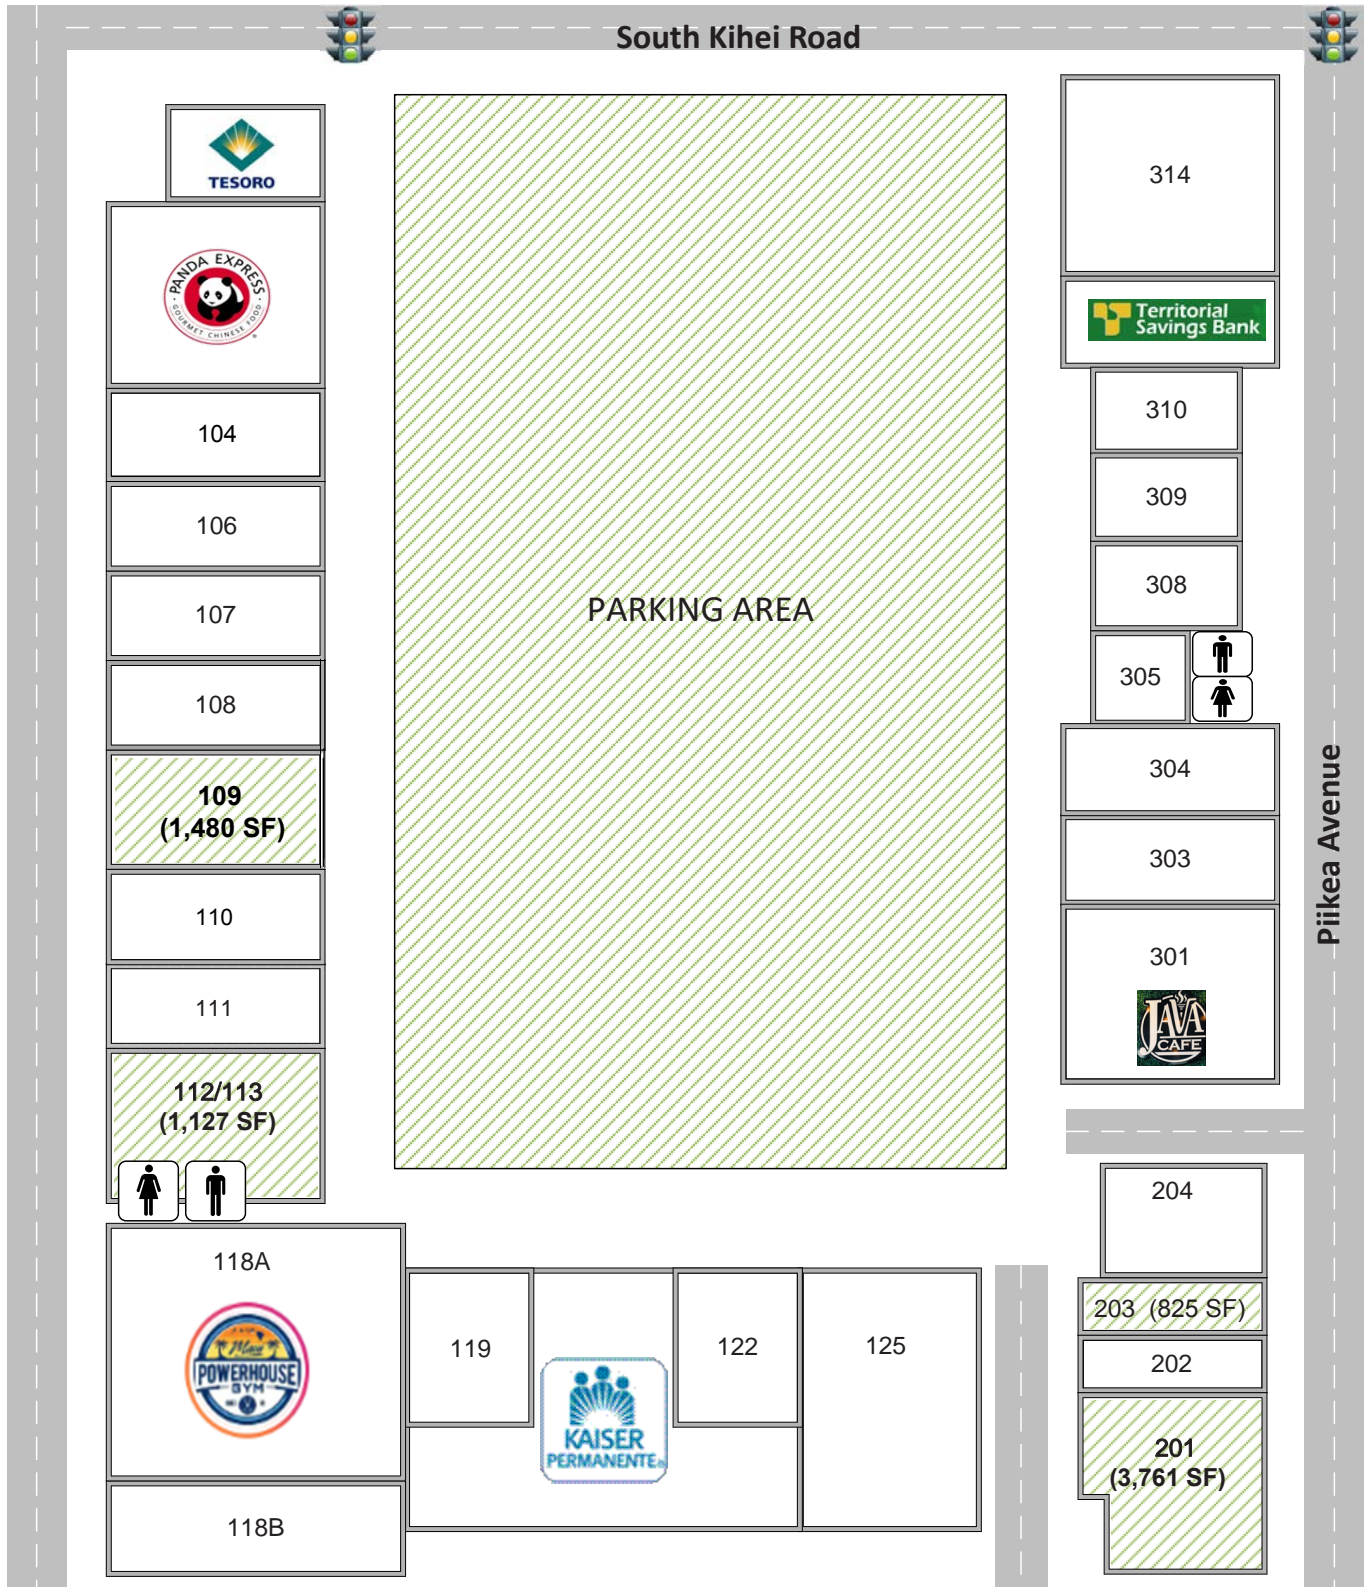 South Kihei Road
TESORO
PANDA EXPRESS
GOURMET CHINESE FOOD
104
106
107
108
109
(1,480 SF)
110
111
112/113
(1,127 SF)
118A
Maui
POWERHOUSE
GYM
118B
PARKING AREA
119
KAISER
PERMANENTE®
122
125
314
Territorial
Savings Bank
310
309
308
305
304
303
301
JAVA
CAFE
Piikea Avenue
204
203 (825 SF)
202
201
(3,761 SF)